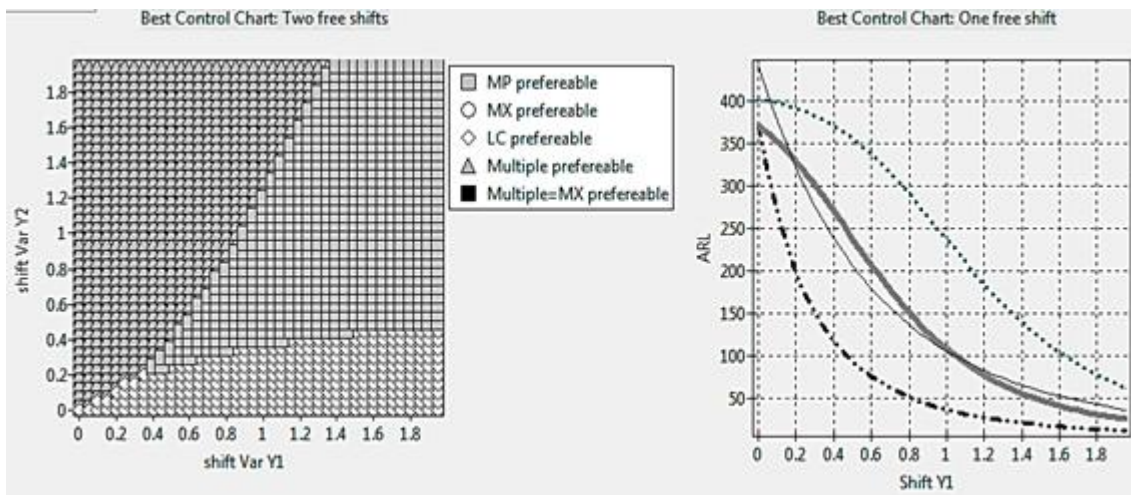 Best Control Chart: Two free shifts
shift Var Y2
1.8
1.6
1.4
1.2
1
0.8
0.6
0.4
0.2
0
0 0.2 0.4 0.6 0.8 1 1.2 1.4 1.6 1.8
shift Var Y1
MP prefereable
MX prefereable
LC prefereable
Multiple prefereable
Multiple=MX prefereable
Best Control Chart: One free shift
ARL
400
350
300
250
200
150
100
50
0 0.2 0.4 0.6 0.8 1 1.2 1.4 1.6 1.8
Shift Y1